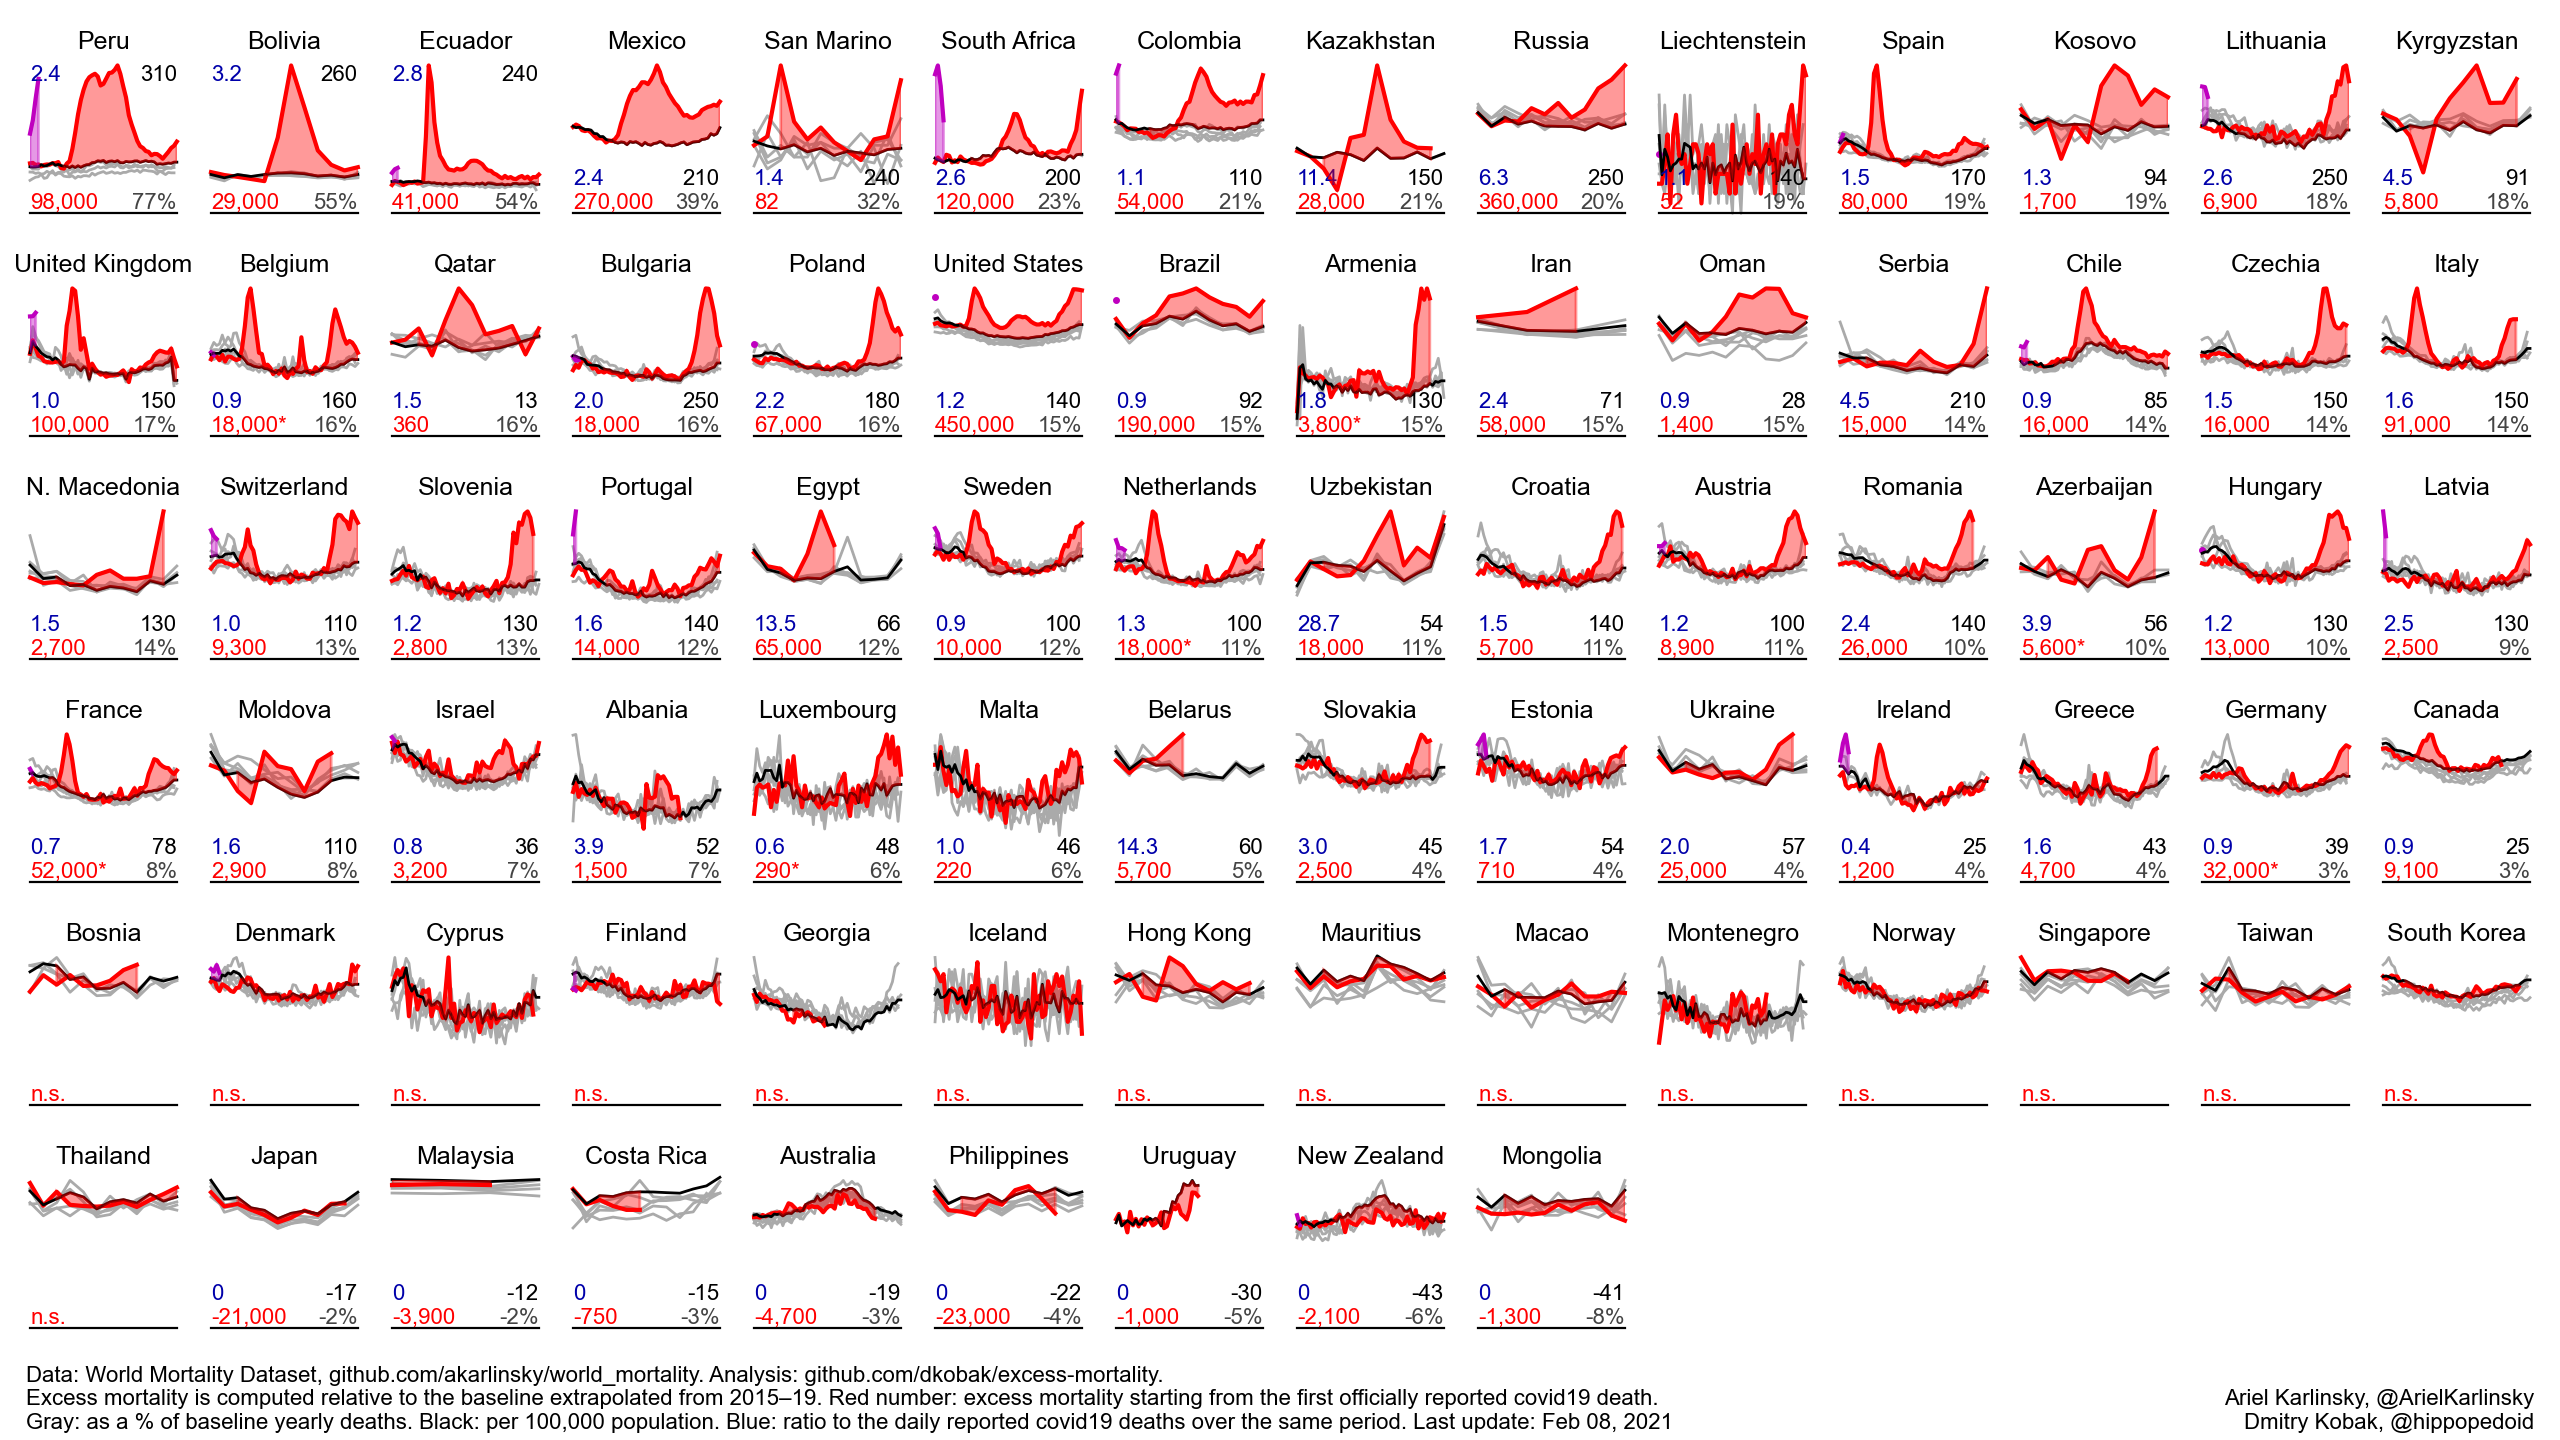 Peru Bolivia Ecuador Mexico San Marino South Africa Colombia Kazakhstan Russia Liechtenstein Spain Kosovo Lithuania Kyrgyzstan
2.4 310 3.2 260 2.8 240
2.4 210 1.4 240 2.6 200 1.1 110 11.4 150 6.3 250 1.1 140 1.5 170 1.3 94 2.6 250 4.5 91
98,000 77% 29,000 55% 41,000 54% 270,000 39% 82 32% 120,000 23% 54,000 21% 28,000 21% 360,000 20% 52 19% 80,000 19% 1,700 19% 6,900 18% 5,800 18%
United Kingdom Belgium Qatar Bulgaria Poland United States Brazil Armenia Iran Oman Serbia Chile Czechia Italy
1.0 150 0.9 160 1.5 13 2.0 250 2.2 180 1.2 140 0.9 92 1.8 130 2.4 71 0.9 28 4.5 210 0.9 85 1.5 150 1.6 150
100,000 17% 18,000* 16% 360 16% 18,000 16% 67,000 16% 450,000 15% 190,000 15% 3,800* 15% 58,000 15% 1,400 15% 15,000 14% 16,000 14% 16,000 14% 91,000 14%
N. Macedonia Switzerland Slovenia Portugal Egypt Sweden Netherlands Uzbekistan Croatia Austria Romania Azerbaijan Hungary Latvia
1.5 130 1.0 110 1.2 130 1.6 140 13.5 66 0.9 100 1.3 100 28.7 54 1.5 140 1.2 100 2.4 140 3.9 56 1.2 130 2.5 130
2,700 14% 9,300 13% 2,800 13% 14,000 12% 65,000 12% 10,000 12% 18,000* 11% 18,000 11% 5,700 11% 8,900 11% 26,000 10% 5,600* 10% 13,000 10% 2,500 9%
France Moldova Israel Albania Luxembourg Malta Belarus Slovakia Estonia Ukraine Ireland Greece Germany Canada
0.7 78 1.6 110 0.8 36 3.9 52 0.6 48 1.0 46 14.3 60 3.0 45 1.7 54 2.0 57 0.4 25 1.6 43 0.9 39 0.9 25
52,000* 8% 2,900 8% 3,200 7% 1,500 7% 290* 6% 220 6% 5,700 5% 2,500 4% 710 4% 25,000 4% 1,200 4% 4,700 4% 32,000* 3% 9,100 3%
Bosnia Denmark Cyprus Finland Georgia Iceland Hong Kong Mauritius Macao Montenegro Norway Singapore Taiwan South Korea
n.s. n.s. n.s. n.s. n.s. n.s. n.s. n.s. n.s. n.s. n.s. n.s. n.s. n.s.
Thailand Japan Malaysia Costa Rica Australia Philippines Uruguay New Zealand Mongolia
0 -17 0 -12 0 -15 0 -19 0 -22 0 -30 0 -43 0 -41
n.s. -21,000 -2% -3,900 -2% -750 -3% -4,700 -3% -23,000 -4% -1,000 -5% -2,100 -6% -1,300 -8%
Data: World Mortality Dataset, github.com/akarlinsky/world_mortality. Analysis: github.com/dkobak/excess-mortality.
Excess mortality is computed relative to the baseline extrapolated from 2015–19. Red number: excess mortality starting from the first officially reported covid19 death.
Gray: as a % of baseline yearly deaths. Black: per 100,000 population. Blue: ratio to the daily reported covid19 deaths over the same period. Last update: Feb 08, 2021
Ariel Karlinsky, @ArielKarlinsky
Dmitry Kobak, @hippopedoid